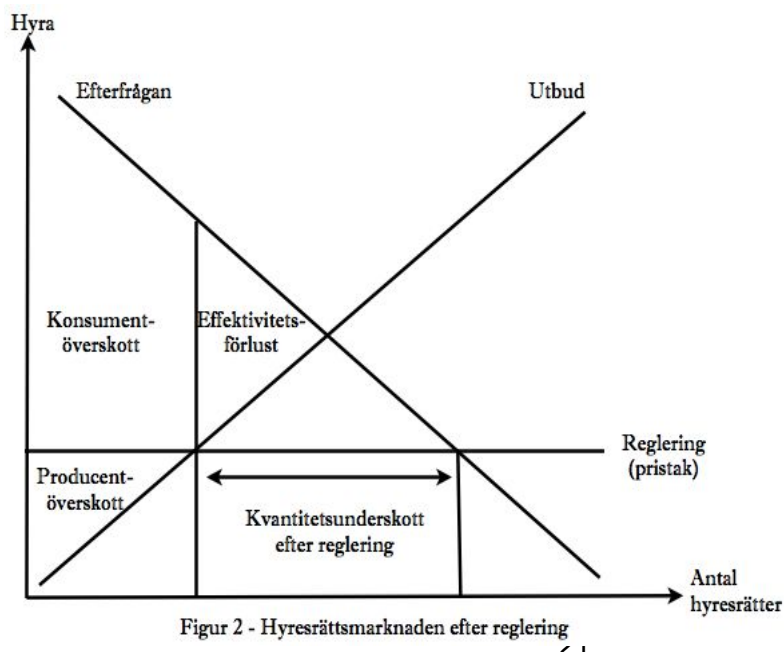 Hyra
Efterfrågan
Utbud
Konsument-
överskott
Effektivitets-
förlust
Reglering
(pristak)
Producent-
överskott
Kvantitetsunderskott
efter reglering
Antal
hyresrätter
Figur 2 - Hyresrättsmarknaden efter reglering